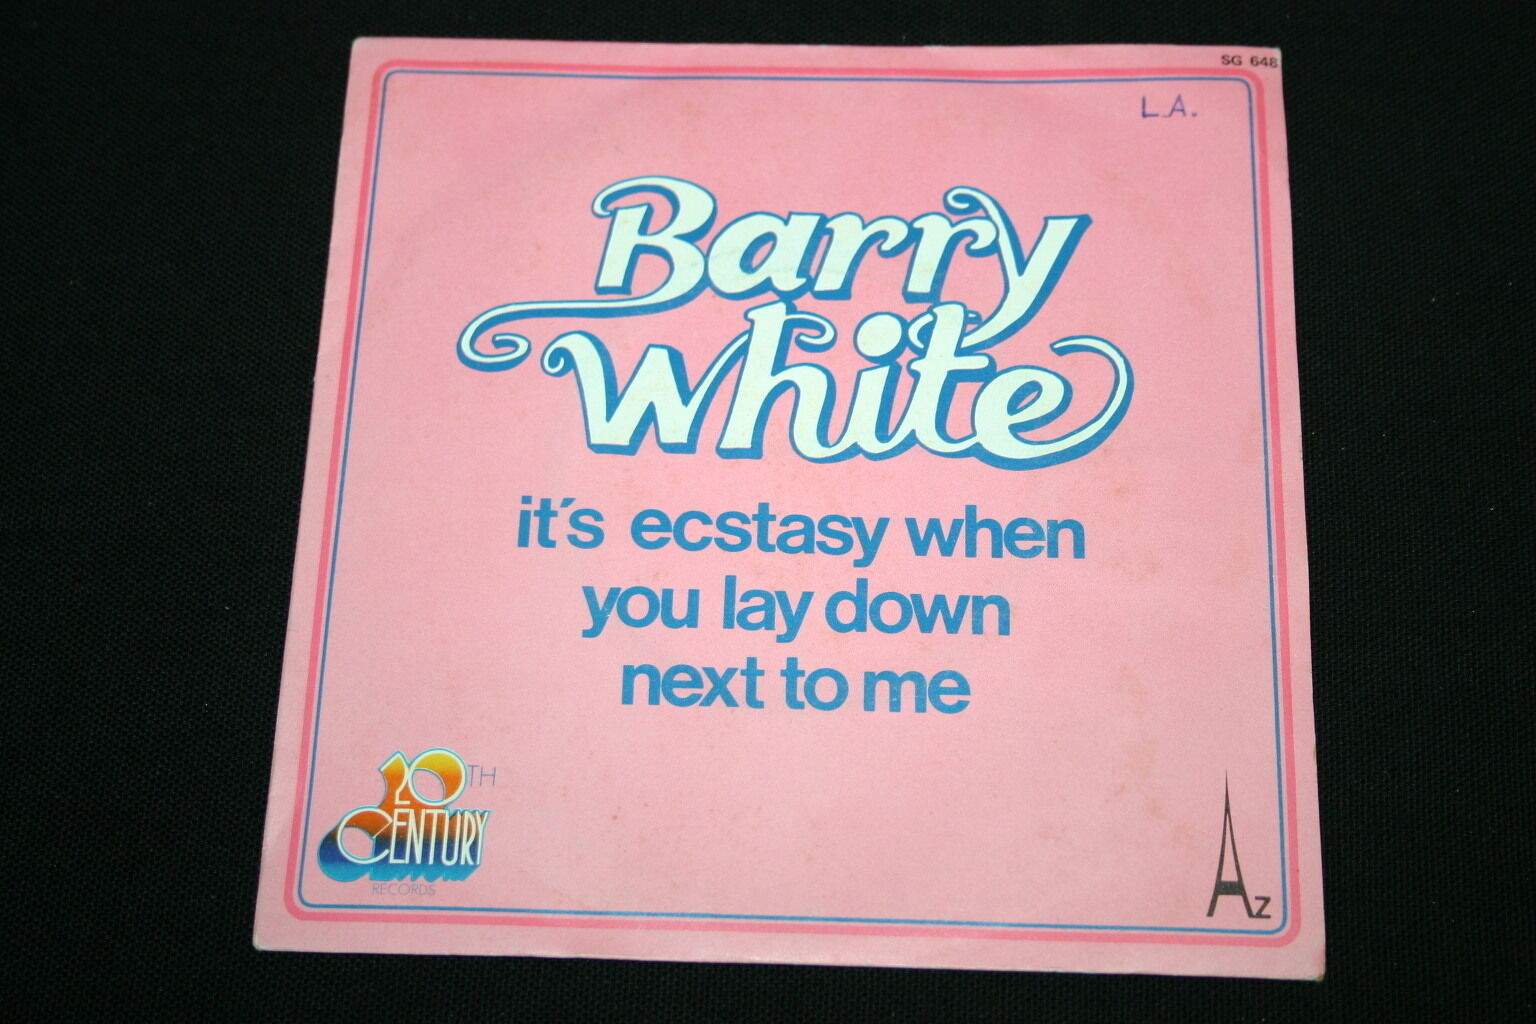 SG 648
L.A.
Barry
White
it's ecstasy when
you lay down
next to me
20TH
CENTURY
RECORDS
Az